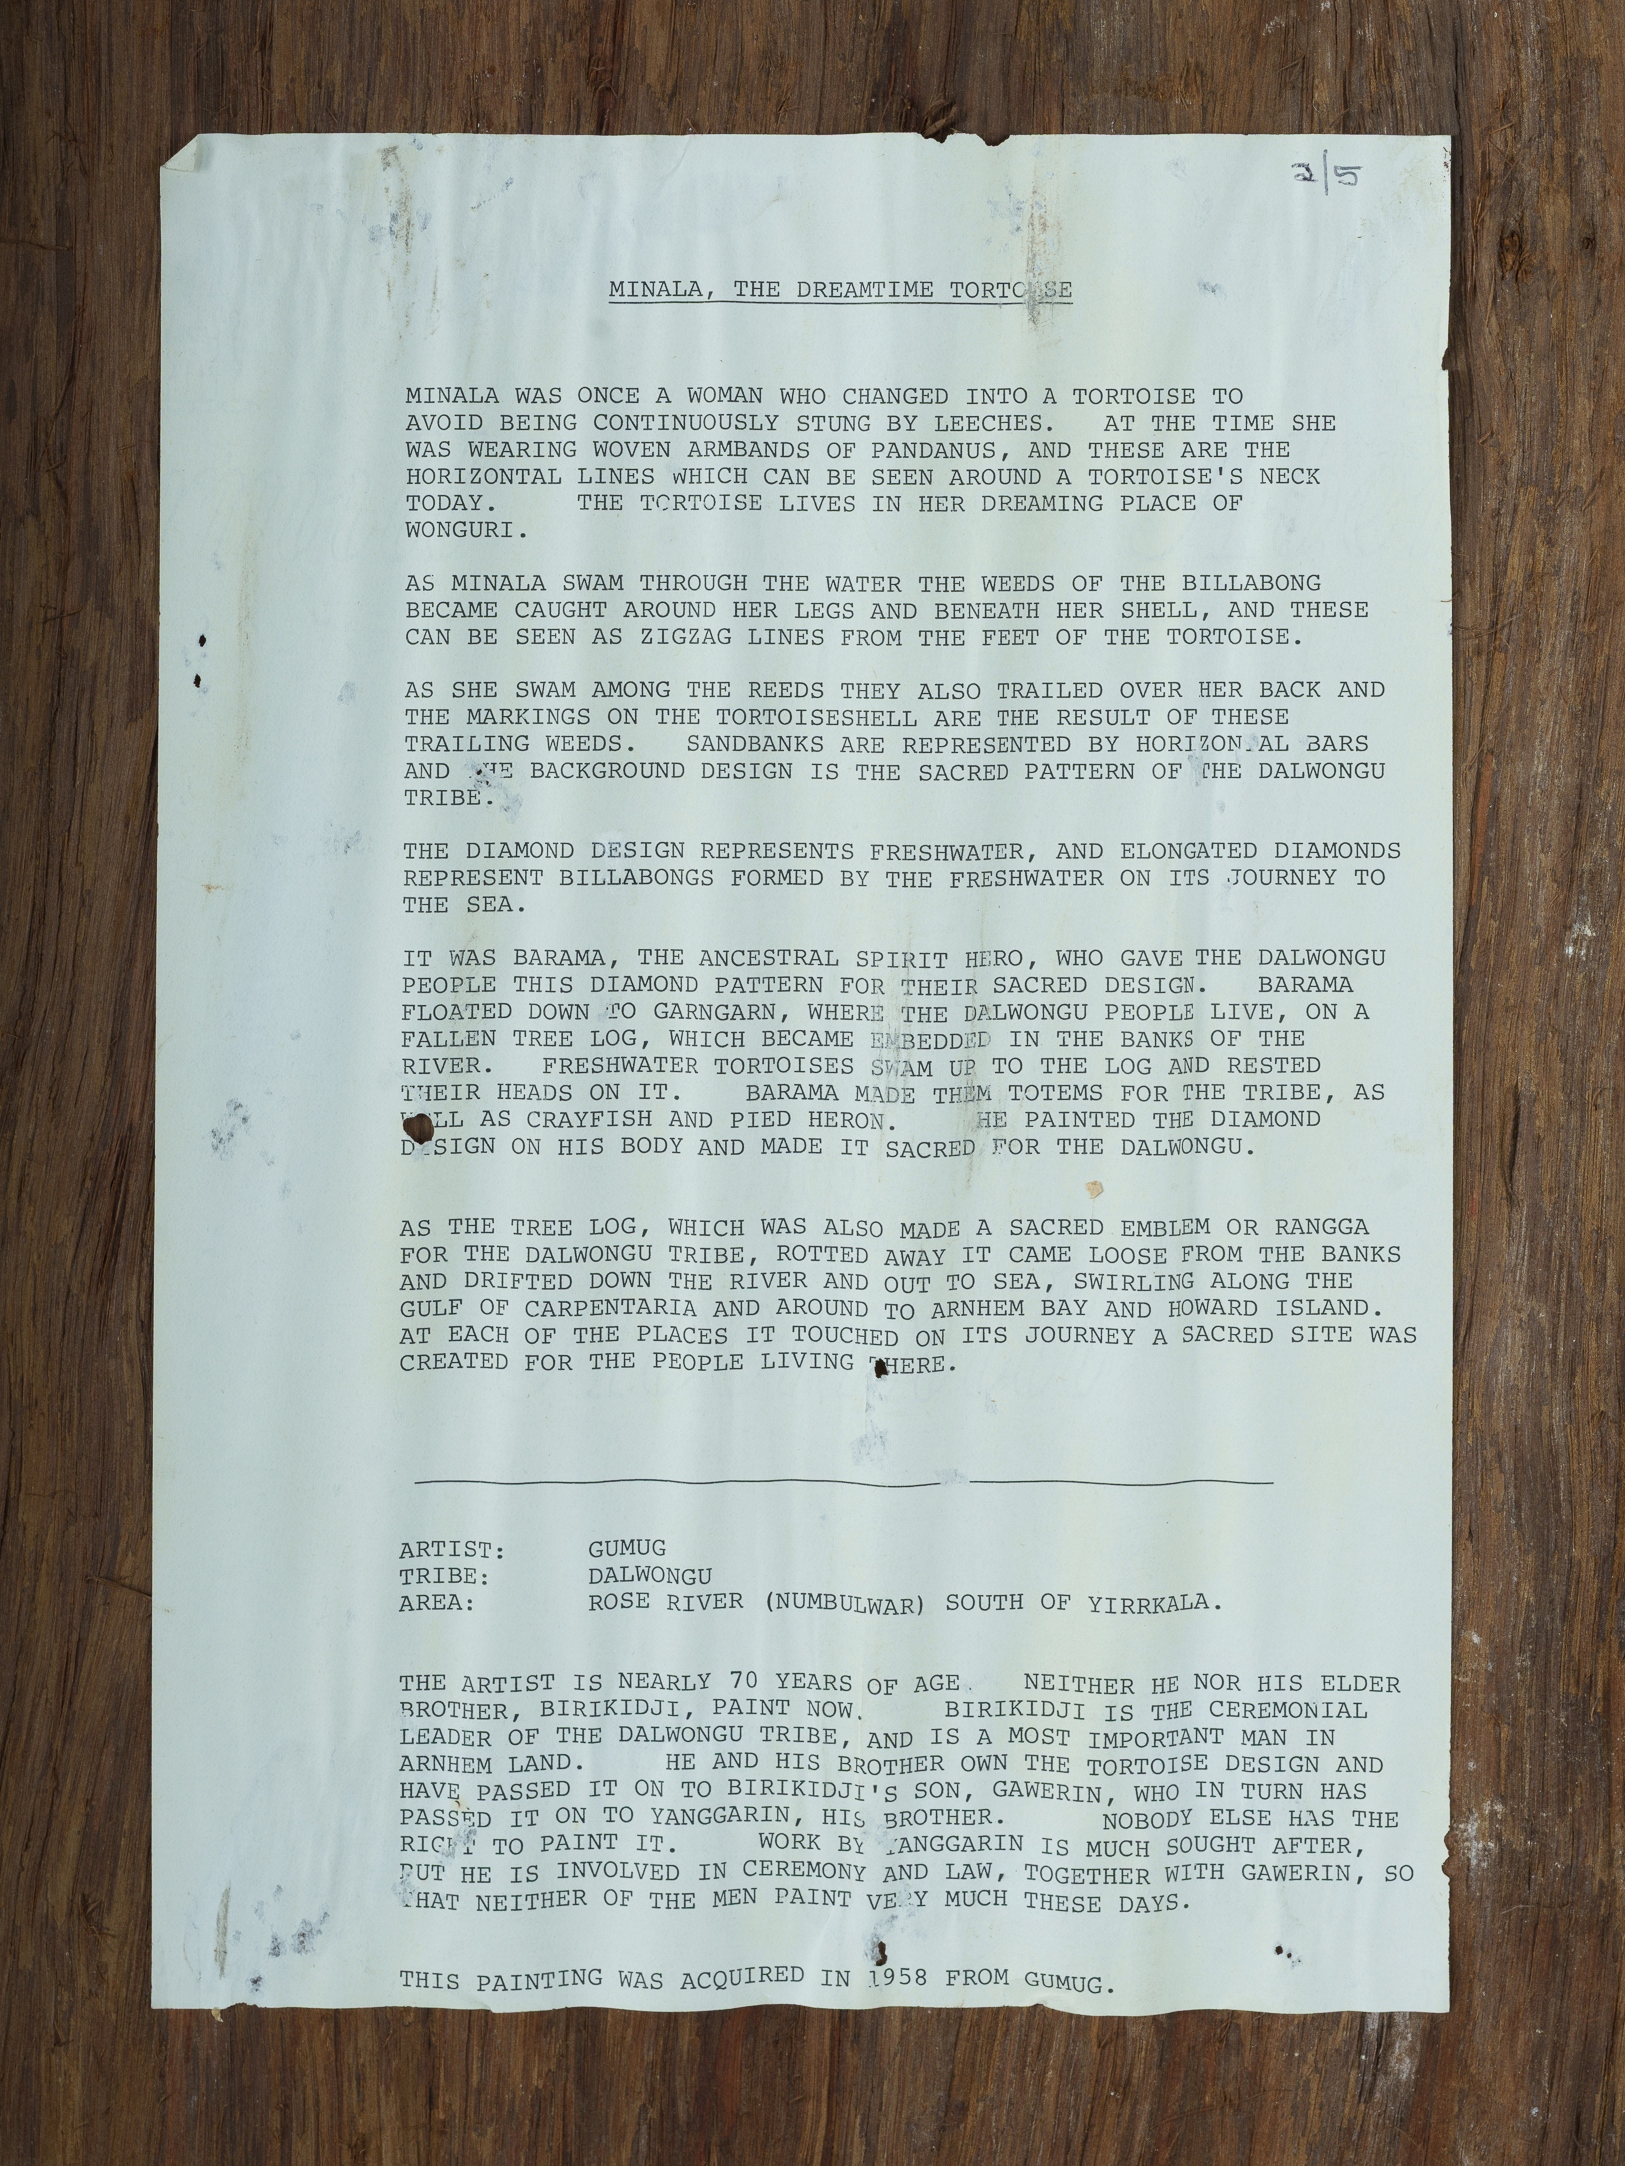 2/5
MINALA, THE DREAMTIME TORTOISE
MINALA WAS ONCE A WOMAN WHO CHANGED INTO A TORTOISE TO
AVOID BEING CONTINUOUSLY STUNG BY LEECHES. AT THE TIME SHE
WAS WEARING WOVEN ARMBANDS OF PANDANUS, AND THESE ARE THE
HORIZONTAL LINES WHICH CAN BE SEEN AROUND A TORTOISE'S NECK
TODAY. THE TORTOISE LIVES IN HER DREAMING PLACE OF
WONGURI.
AS MINALA SWAM THROUGH THE WATER THE WEEDS OF THE BILLABONG
BECAME CAUGHT AROUND HER LEGS AND BENEATH HER SHELL, AND THESE
CAN BE SEEN AS ZIGZAG LINES FROM THE FEET OF THE TORTOISE.
AS SHE SWAM AMONG THE REEDS THEY ALSO TRAILED OVER HER BACK AND
THE MARKINGS ON THE TORTOISESHELL ARE THE RESULT OF THESE
TRAILING WEEDS. SANDBANKS ARE REPRESENTED BY HORIZONTAL BARS
AND THE BACKGROUND DESIGN IS THE SACRED PATTERN OF THE DALWONGU
TRIBE.
THE DIAMOND DESIGN REPRESENTS FRESHWATER, AND ELONGATED DIAMONDS
REPRESENT BILLABONGS FORMED BY THE FRESHWATER ON ITS JOURNEY TO
THE SEA.
IT WAS BARAMA, THE ANCESTRAL SPIRIT HERO, WHO GAVE THE DALWONGU
PEOPLE THIS DIAMOND PATTERN FOR THEIR SACRED DESIGN. BARAMA
FLOATED DOWN TO GARNGARN, WHERE THE DALWONGU PEOPLE LIVE, ON A
FALLEN TREE LOG, WHICH BECAME EMBEDDED IN THE BANKS OF THE
RIVER. FRESHWATER TORTOISES SWAM UP TO THE LOG AND RESTED
THEIR HEADS ON IT. BARAMA MADE THEM TOTEMS FOR THE TRIBE, AS
WELL AS CRAYFISH AND PIED HERON. HE PAINTED THE DIAMOND
DESIGN ON HIS BODY AND MADE IT SACRED FOR THE DALWONGU.
AS THE TREE LOG, WHICH WAS ALSO MADE A SACRED EMBLEM OR RANGGA
FOR THE DALWONGU TRIBE, ROTTED AWAY IT CAME LOOSE FROM THE BANKS
AND DRIFTED DOWN THE RIVER AND OUT TO SEA, SWIRLING ALONG THE
GULF OF CARPENTARIA AND AROUND TO ARNHEM BAY AND HOWARD ISLAND.
AT EACH OF THE PLACES IT TOUCHED ON ITS JOURNEY A SACRED SITE WAS
CREATED FOR THE PEOPLE LIVING THERE.
ARTIST: GUMUG
TRIBE: DALWONGU
AREA: ROSE RIVER (NUMBULWAR) SOUTH OF YIRRKALA.
THE ARTIST IS NEARLY 70 YEARS OF AGE. NEITHER HE NOR HIS ELDER
BROTHER, BIRIKIDJI, PAINT NOW. BIRIKIDJI IS THE CEREMONIAL
LEADER OF THE DALWONGU TRIBE, AND IS A MOST IMPORTANT MAN IN
ARNHEM LAND. HE AND HIS BROTHER OWN THE TORTOISE DESIGN AND
HAVE PASSED IT ON TO BIRIKIDJI'S SON, GAWERIN, WHO IN TURN HAS
PASSED IT ON TO YANGGARIN, HIS BROTHER. NOBODY ELSE HAS THE
RIGHT TO PAINT IT. WORK BY YANGGARIN IS MUCH SOUGHT AFTER,
BUT HE IS INVOLVED IN CEREMONY AND LAW, TOGETHER WITH GAWERIN, SO
THAT NEITHER OF THE MEN PAINT VERY MUCH THESE DAYS.
THIS PAINTING WAS ACQUIRED IN 1958 FROM GUMUG.